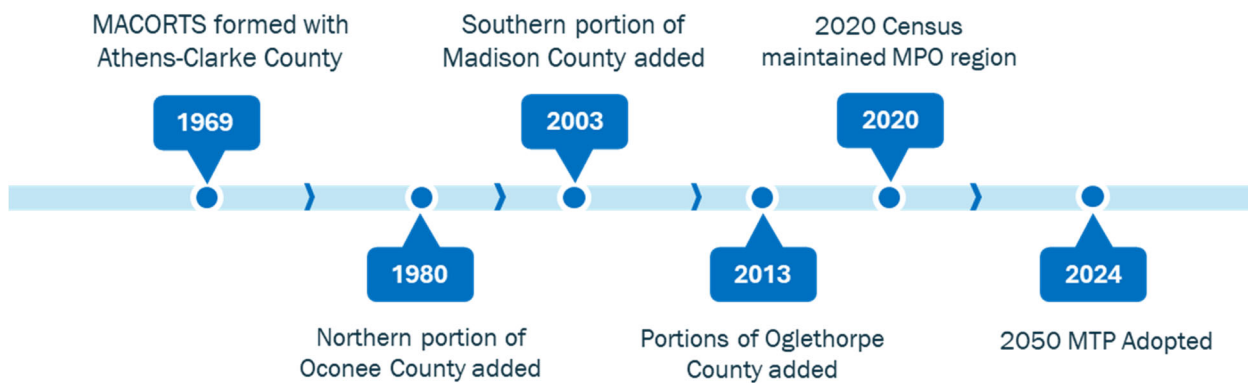 MACORTS formed with
Athens-Clarke County
1969
Northern portion of
Oconee County added
1980
Southern portion of
Madison County added
2003
Portions of Oglethorpe
County added
2013
2020 Census
maintained MPO region
2020
2024
2050 MTP Adopted